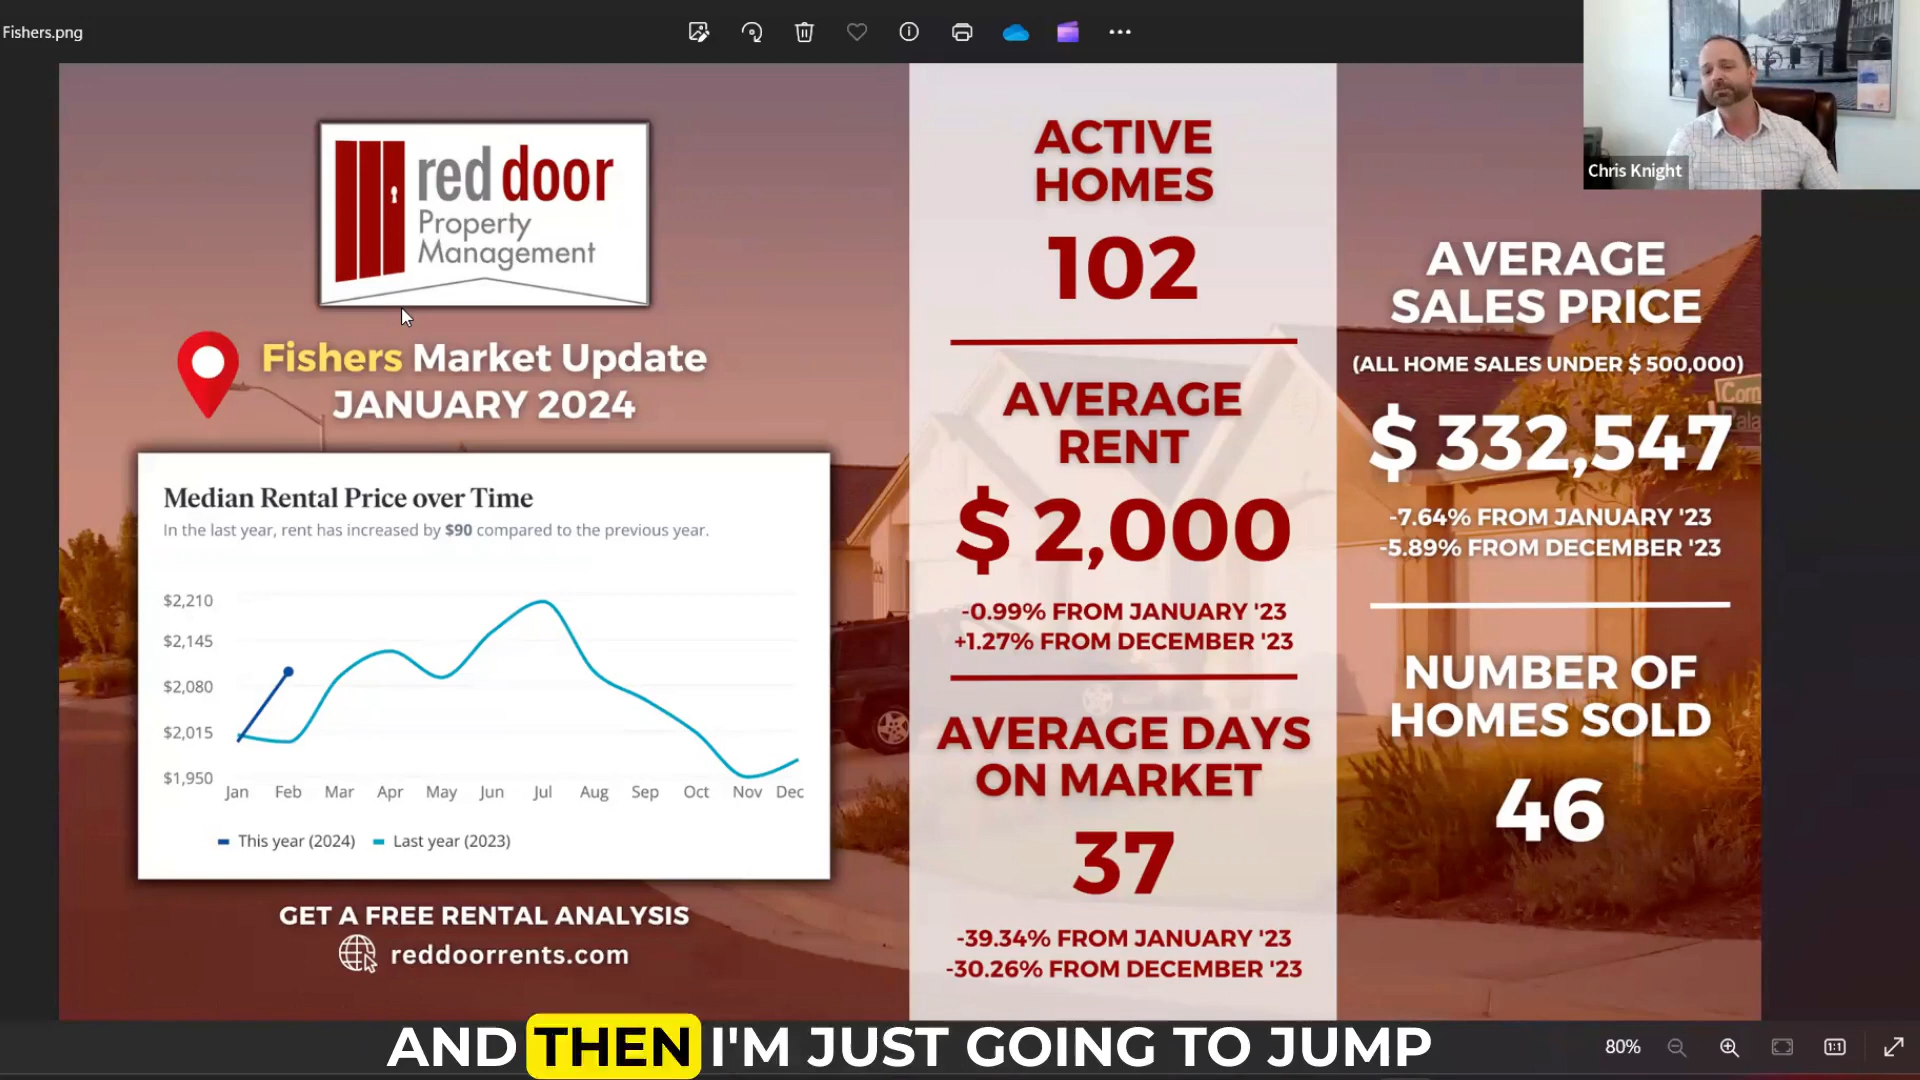 Fishers.png
Chris Knight
red door
Property
Management
Fishers Market Update
JANUARY 2024
Median Rental Price over Time
In the last year, rent has increased by $90 compared to the previous year.
$2,210
$2,145
$2,080
$2,015
$1,950
Jan Feb Mar Apr May Jun Jul Aug Sep Oct Nov Dec
This year (2024) Last year (2023)
GET A FREE RENTAL ANALYSIS
reddoorrents.com
ACTIVE
HOMES
102
AVERAGE
RENT
$ 2,000
-0.99% FROM JANUARY '23
+1.27% FROM DECEMBER '23
AVERAGE DAYS
ON MARKET
37
-39.34% FROM JANUARY '23
-30.26% FROM DECEMBER '23
AVERAGE
SALES PRICE
(ALL HOME SALES UNDER $ 500,000)
$ 332,547
-7.64% FROM JANUARY '23
-5.89% FROM DECEMBER '23
NUMBER OF
HOMES SOLD
46
AND THEN I'M JUST GOING TO JUMP
80%
1:1